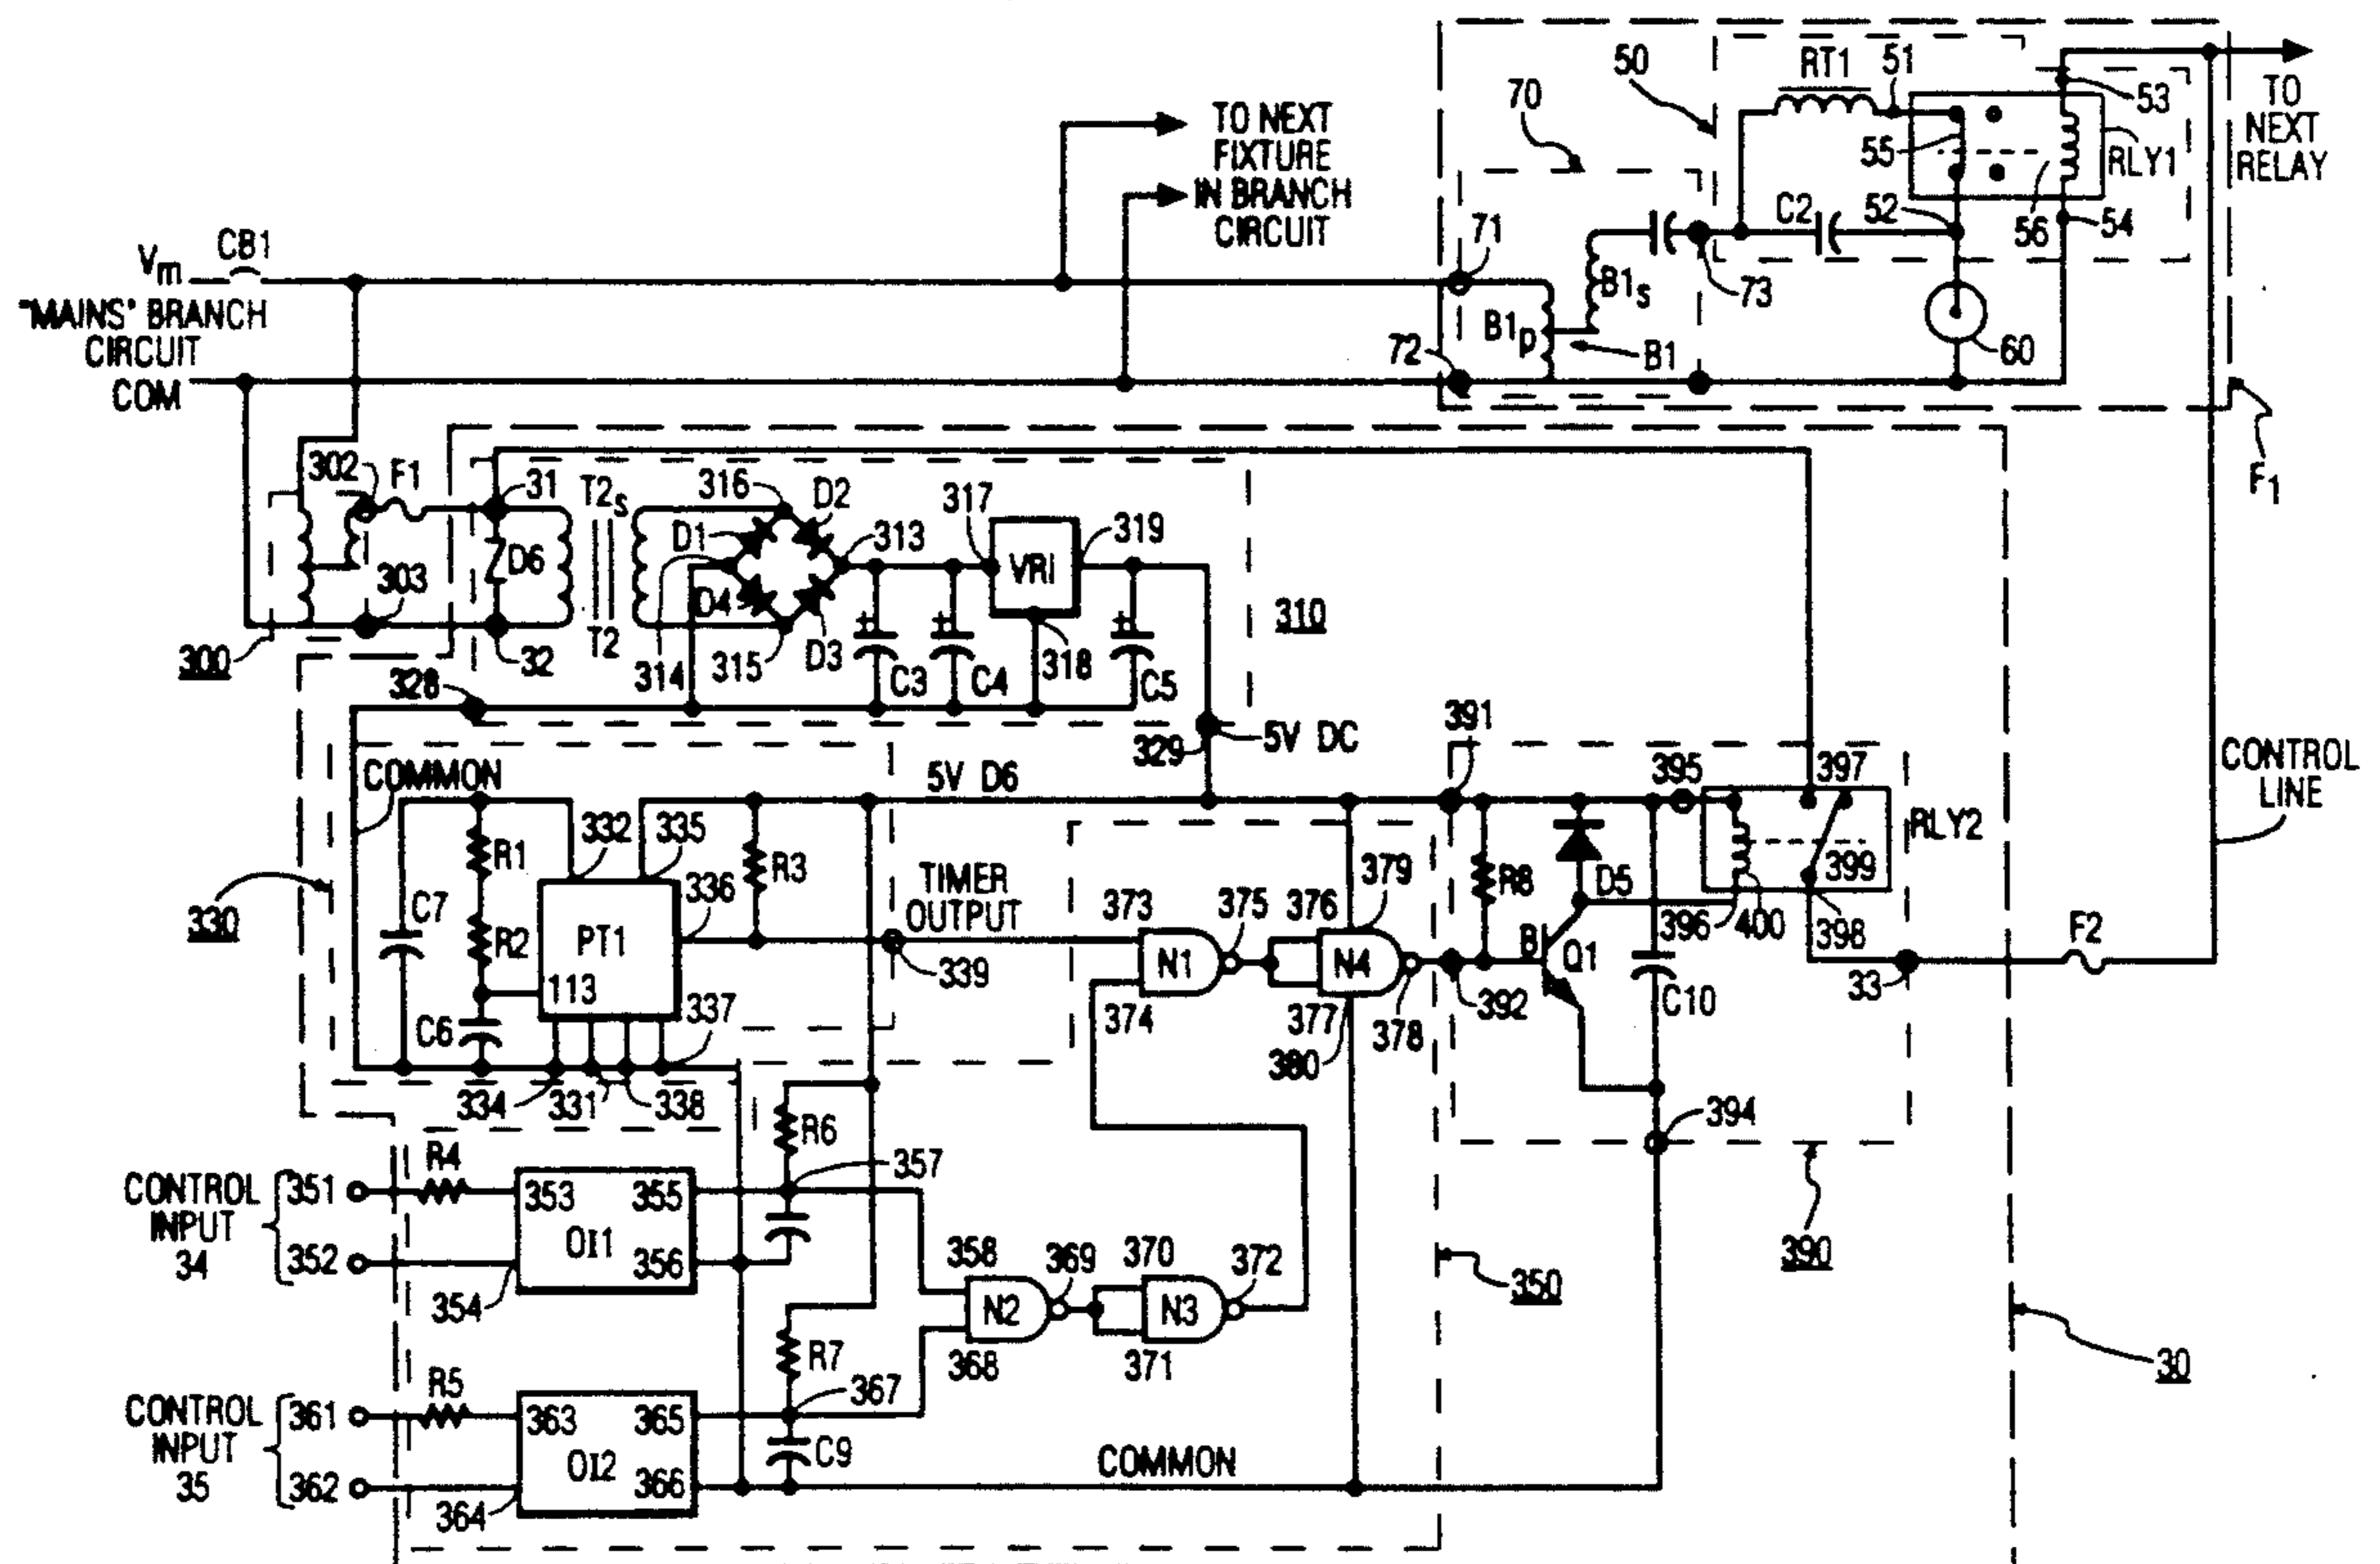 50
RT1
51
53
TO
NEXT
RELAY
70
TO NEXT
FIXTURE
IN BRANCH
CIRCUIT
55
RLY1
C2
52
56
54
71
Vm
CB1
"MAINS" BRANCH
CIRCUIT
COM
B1s
73
B1p
72
B1
60
F1
302
F1
31
T2s
316
D2
317
D1
313
319
D6
VRI
303
D4
310
300
32
T2
314
315
D3
C3
C4
318
C5
328
391
329
5V DC
CONTROL
LINE
COMMON
5V D6
395
397
332
335
RLY2
R1
336
R3
TIMER
OUTPUT
379
399
330
C7
373
375
376
R8
D5
R2
PT1
396
400
398
F2
339
N1
N4
B
Q1
113
337
374
377
392
C10
33
C6
380
378
334
331
338
394
R6
R4
357
CONTROL
INPUT
34
351
352
353
355
OI1
356
358
369
370
372
390
354
N2
N3
350
R7
368
371
30
R5
367
CONTROL
INPUT
35
361
362
363
365
C9
OI2
366
COMMON
364